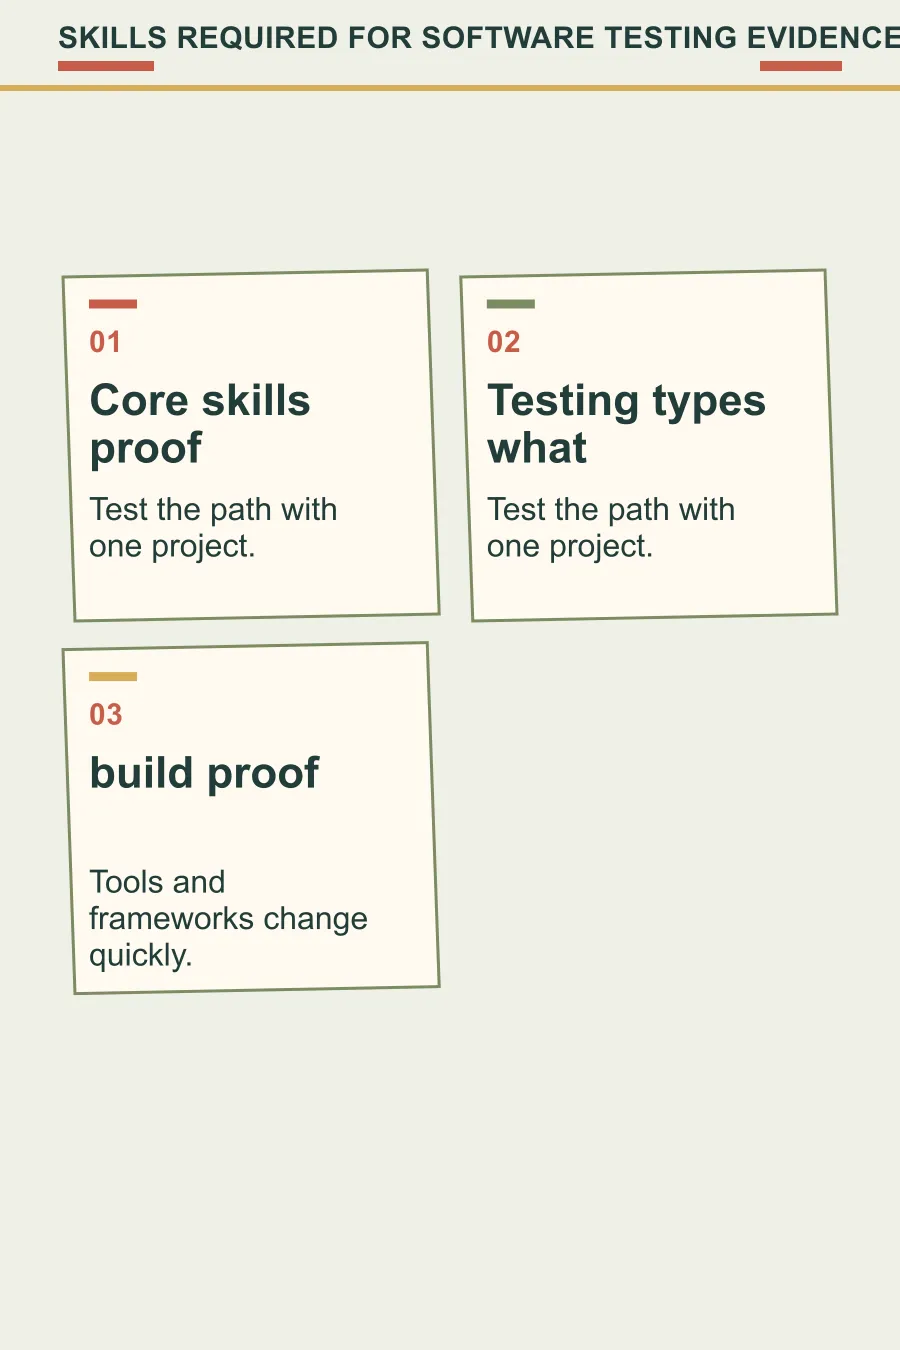 SKILLS REQUIRED FOR SOFTWARE TESTING EVIDENCE
01
Core skills
proof
Test the path with
one project.
02
Testing types
what
Test the path with
one project.
03
build proof
Tools and
frameworks change
quickly.